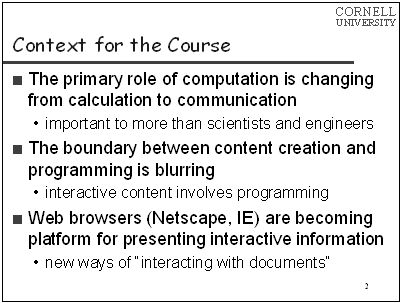 CORNELL
UNIVERSITY
Context for the Course
■ The primary role of computation is changing
from calculation to communication
• important to more than scientists and engineers
■ The boundary between content creation and
programming is blurring
• interactive content involves programming
■ Web browsers (Netscape, IE) are becoming
platform for presenting interactive information
• new ways of "interacting with documents"
2